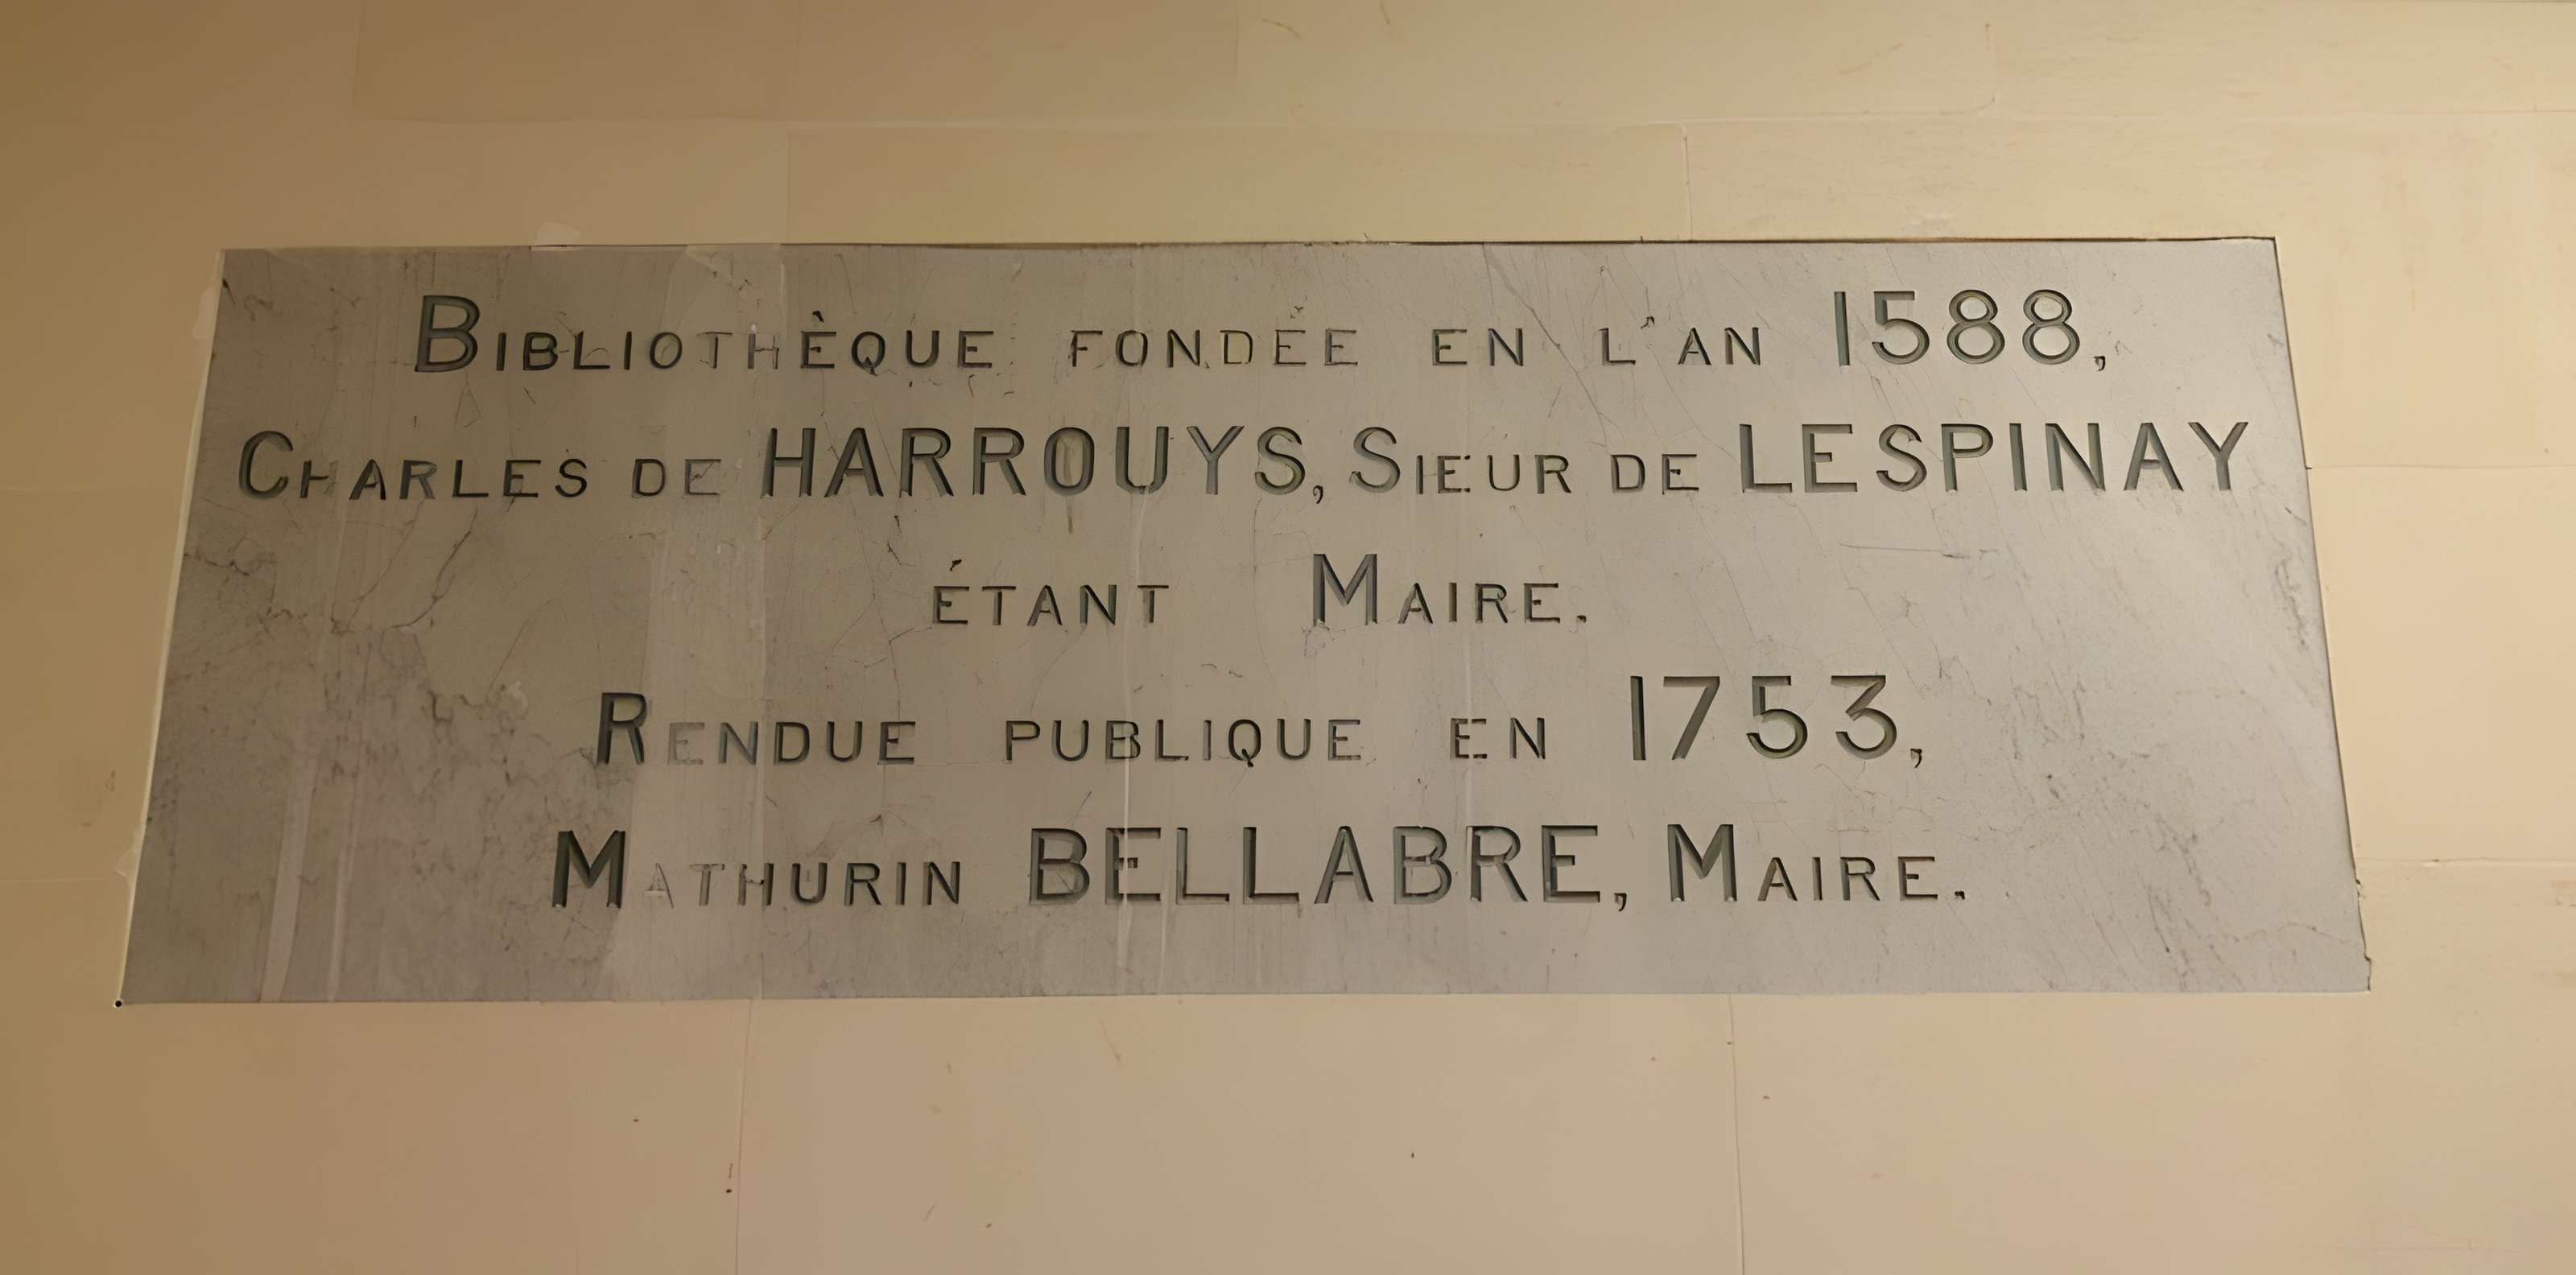 Bibliothèque fondée en l'an 1588,
Charles de HARROUYS, Sieur de LESPINAY
étant Maire.
Rendue publique en 1753,
Mathurin BELLABRE, Maire.